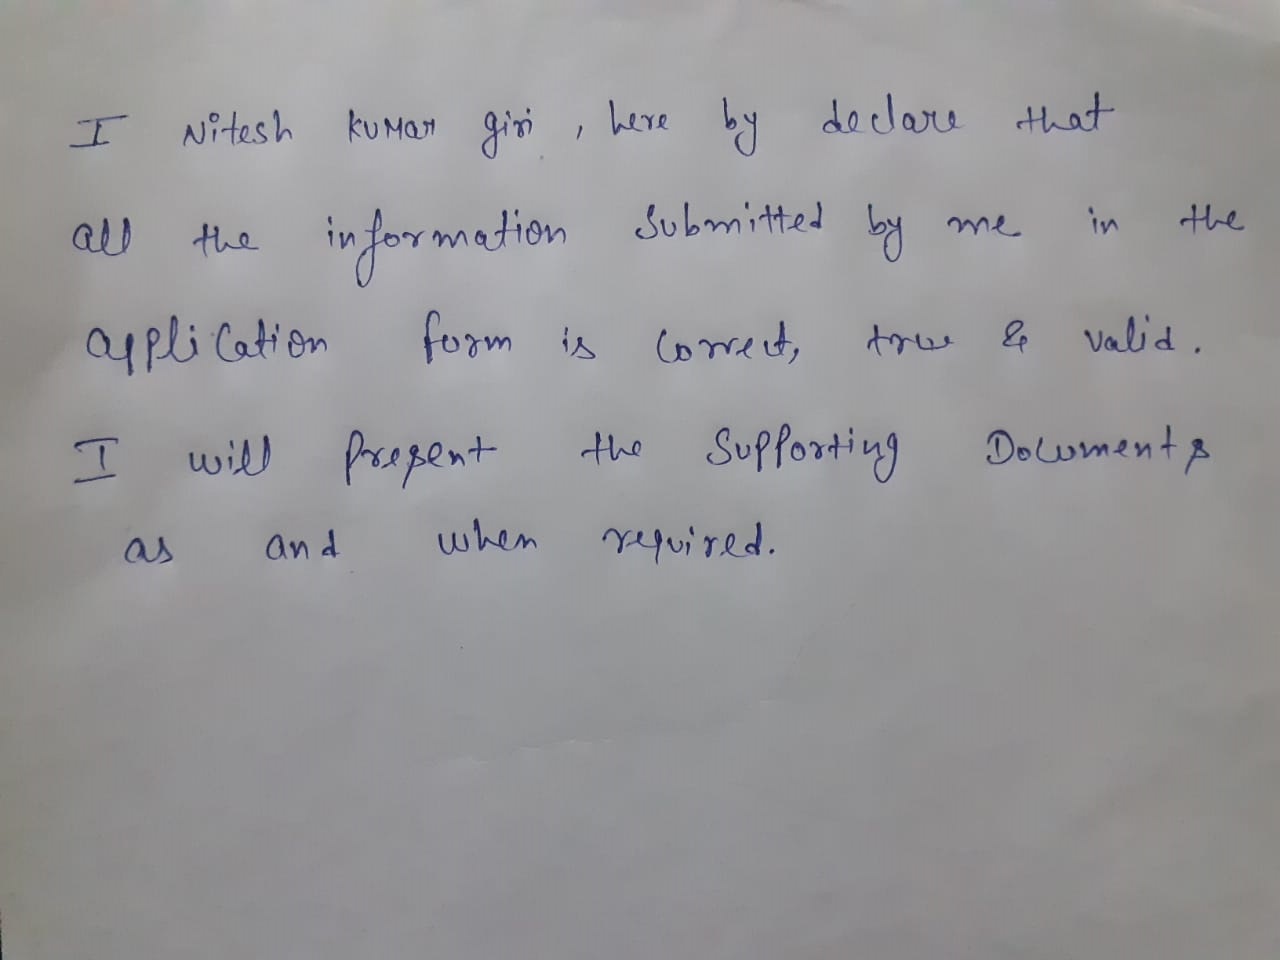 I Nitesh KUMar giri, here by declare that
all the information Submitted by me in the
application form is Correct, true & valid.
I will Present the Supporting Documents
as and when required.